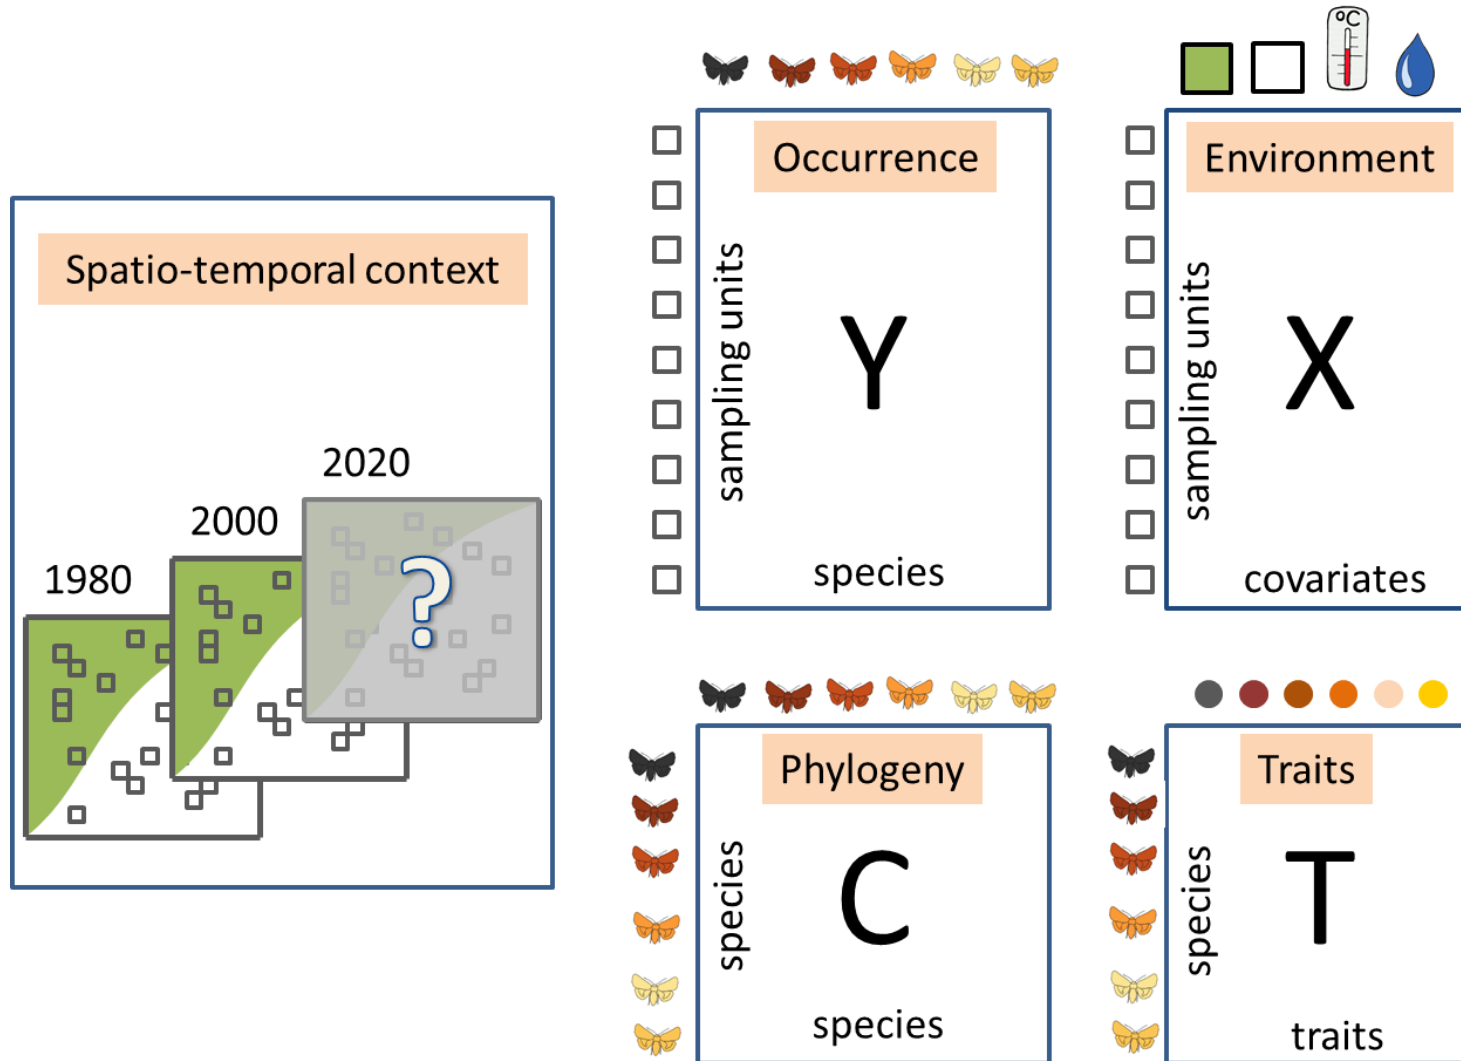 Spatio-temporal context
1980
2000
2020
?
Occurrence
sampling units
Y
species
°C
Environment
sampling units
X
covariates
Phylogeny
species
C
species
Traits
species
T
traits